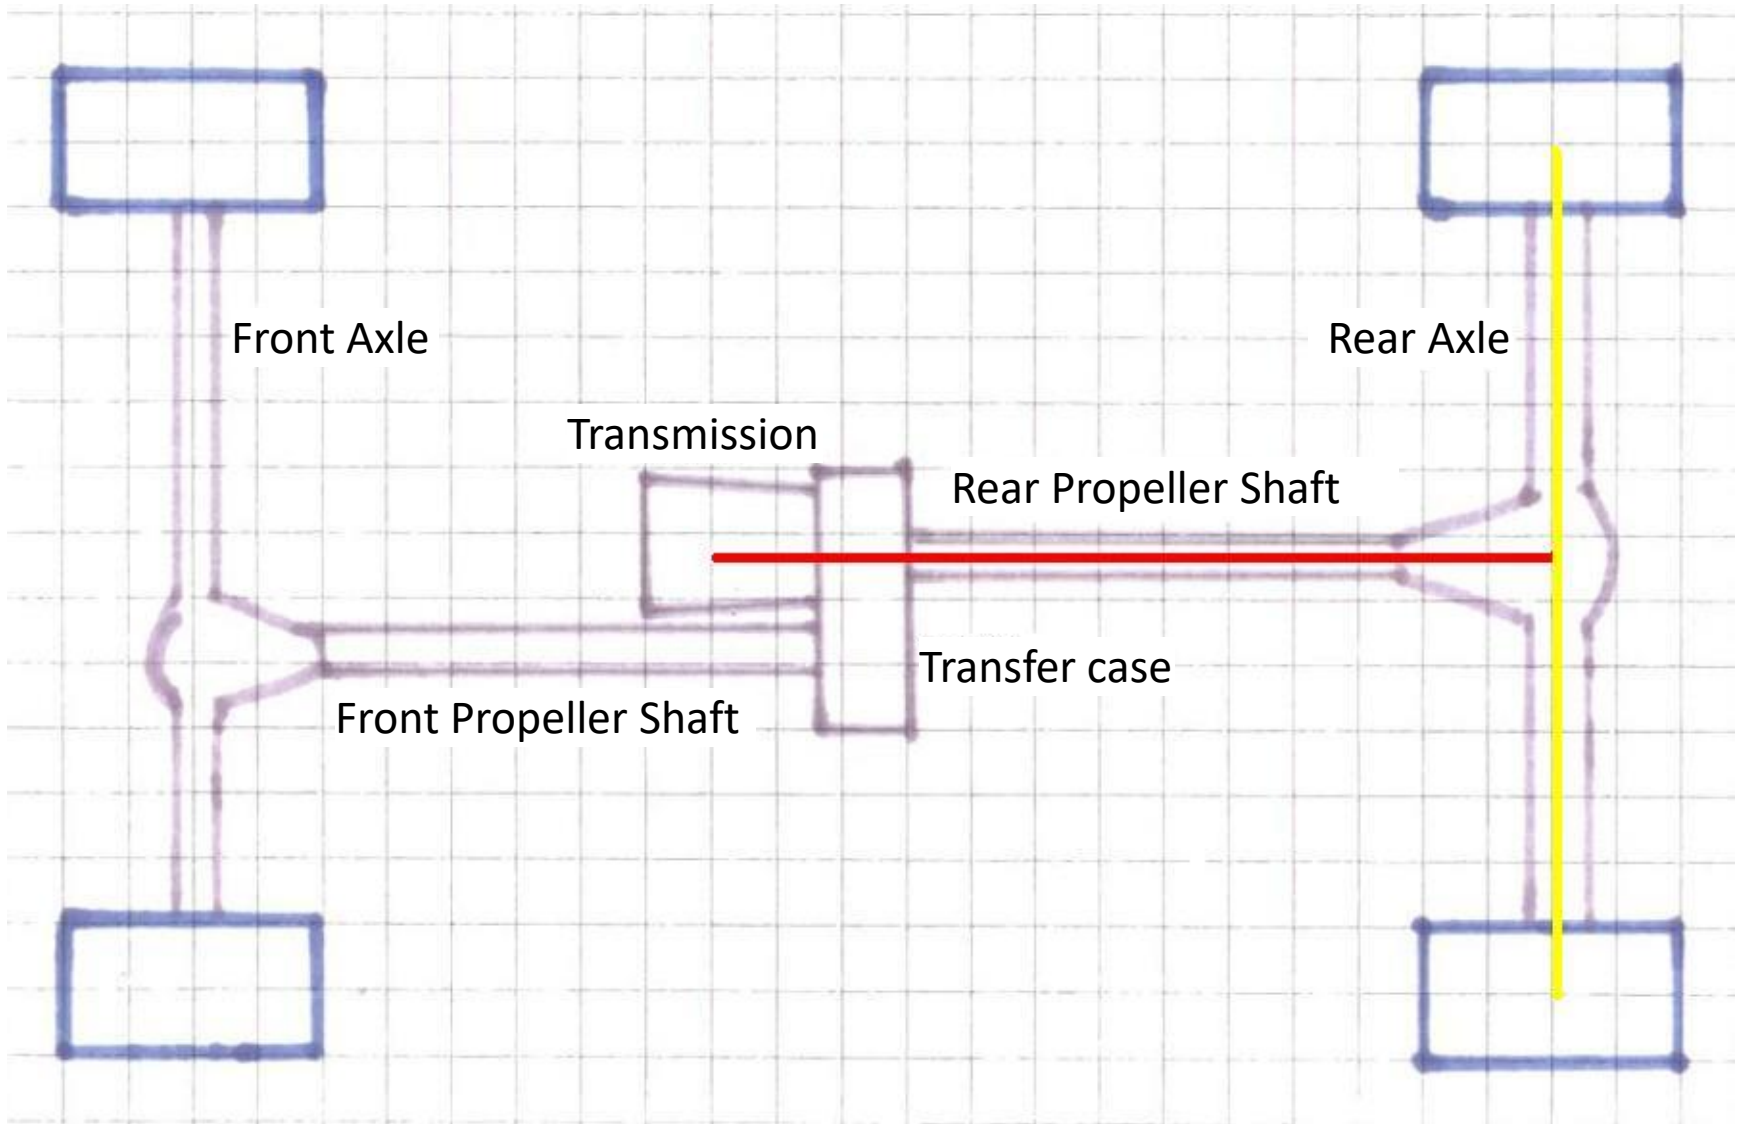 Front Axle
Rear Axle
Transmission
Rear Propeller Shaft
Transfer case
Front Propeller Shaft